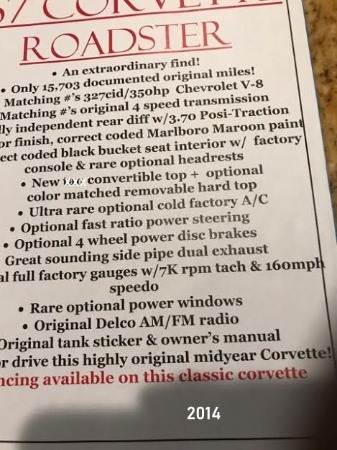 57 CORVETTE
ROADSTER
• An extraordinary find!
• Only 15,703 documented original miles!
Matching #'s 327cid/350hp Chevrolet V-8
Matching #'s original 4 speed transmission
independent rear diff w/3.70 Posi-Traction
finish, correct coded Marlboro Maroon paint
coded black bucket seat interior w/ factory
console & rare optional headrests
• New convertible top + optional
color matched removable hard top
• Ultra rare optional cold factory A/C
• Optional fast ratio power steering
• Optional 4 wheel power disc brakes
Great sounding side pipe dual exhaust
full factory gauges w/7K rpm tach & 160mph
speedo
• Rare optional power windows
• Original Delco AM/FM radio
Original tank sticker & owner's manual
or drive this highly original midyear Corvette!
ncing available on this classic corvette
2014